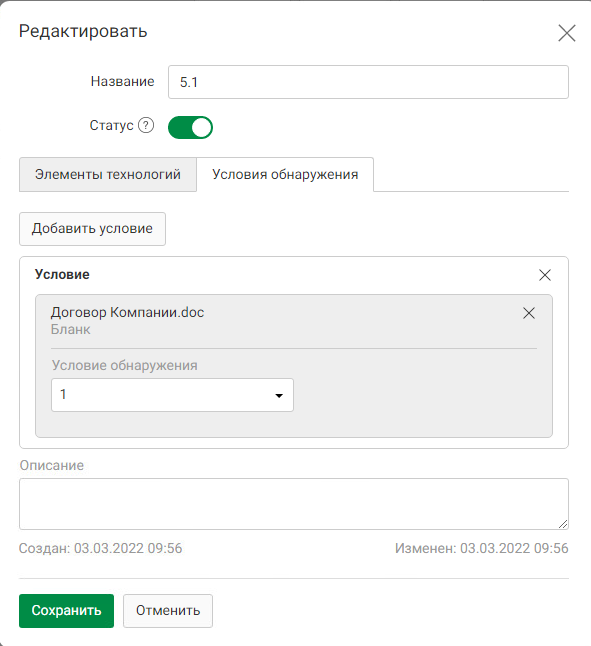 Редактировать
Название 5.1
Статус ?
Элементы технологий Условия обнаружения
Добавить условие
Условие
Договор Компании.doc
Бланк
Условие обнаружения
1
Описание
Создан: 03.03.2022 09:56 Изменен: 03.03.2022 09:56
Сохранить Отменить